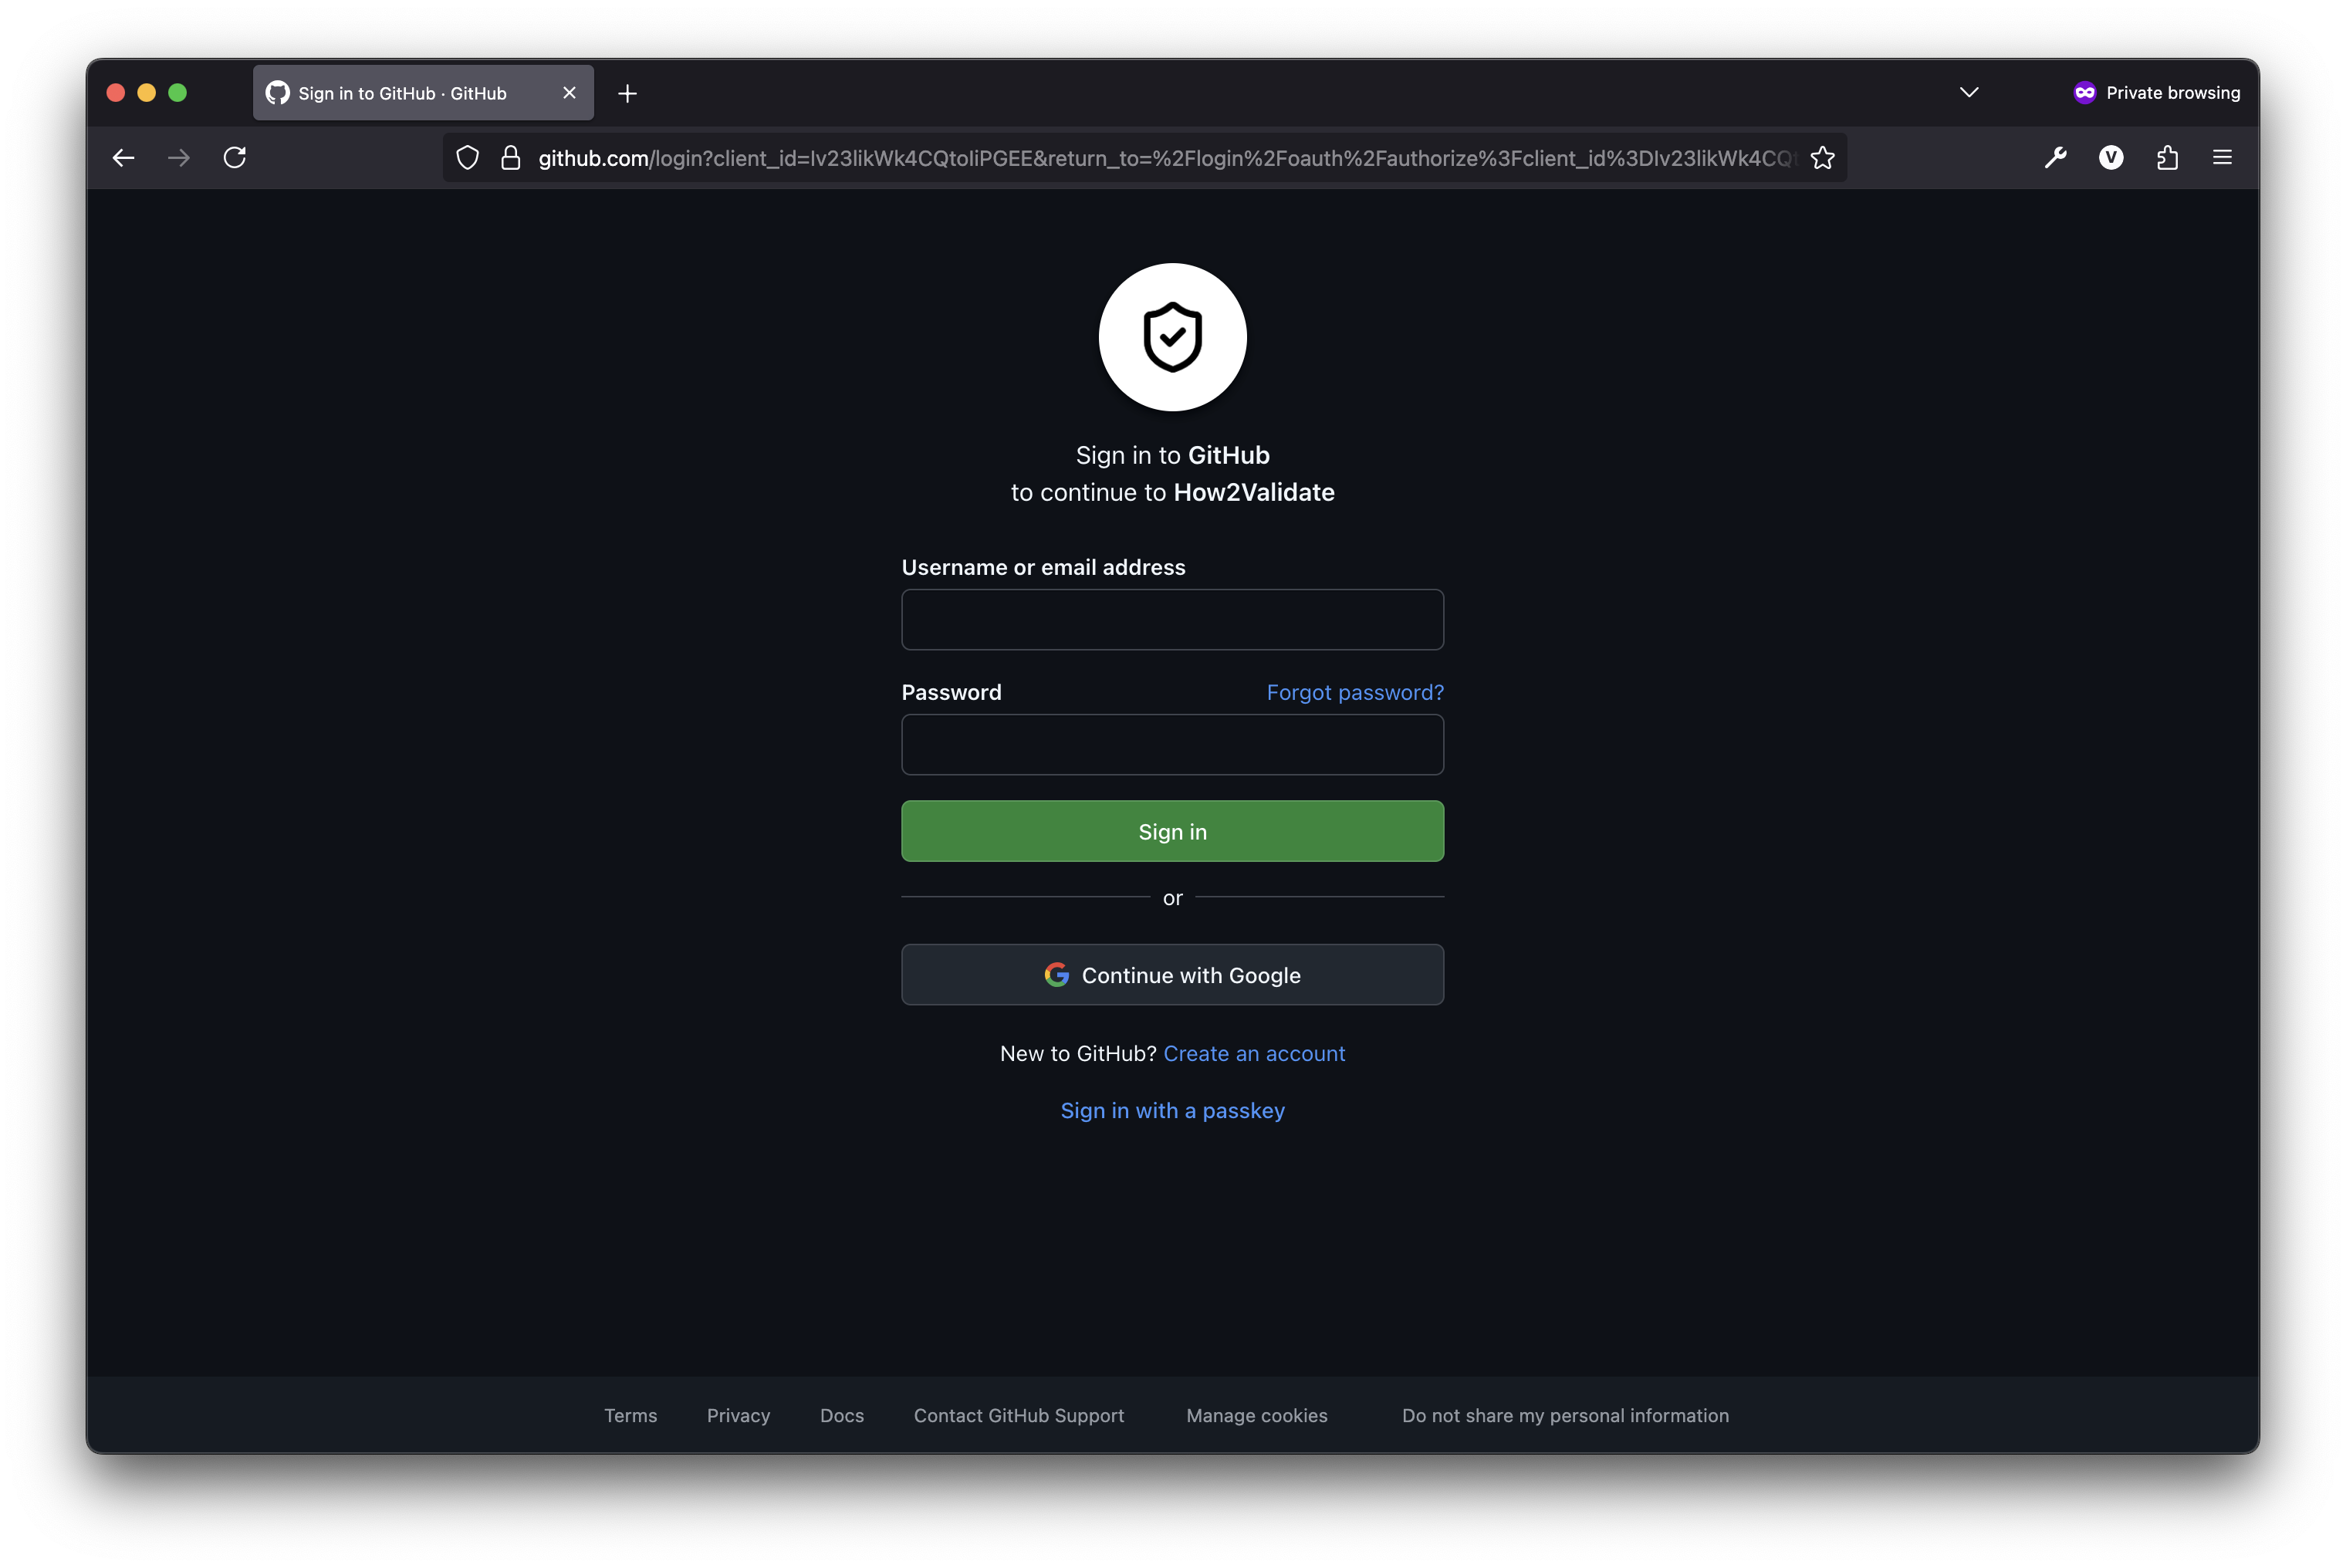 Sign in to GitHub · GitHub
Private browsing
github.com/login?client_id=Iv23likWk4CQtoliPGEE&return_to=%2Flogin%2Foauth%2Fauthorize%3Fclient_id%3DIv23likWk4CQt
V
Sign in to GitHub
to continue to How2Validate
Username or email address
Password Forgot password?
Sign in
or
Continue with Google
New to GitHub? Create an account
Sign in with a passkey
Terms Privacy Docs Contact GitHub Support Manage cookies Do not share my personal information